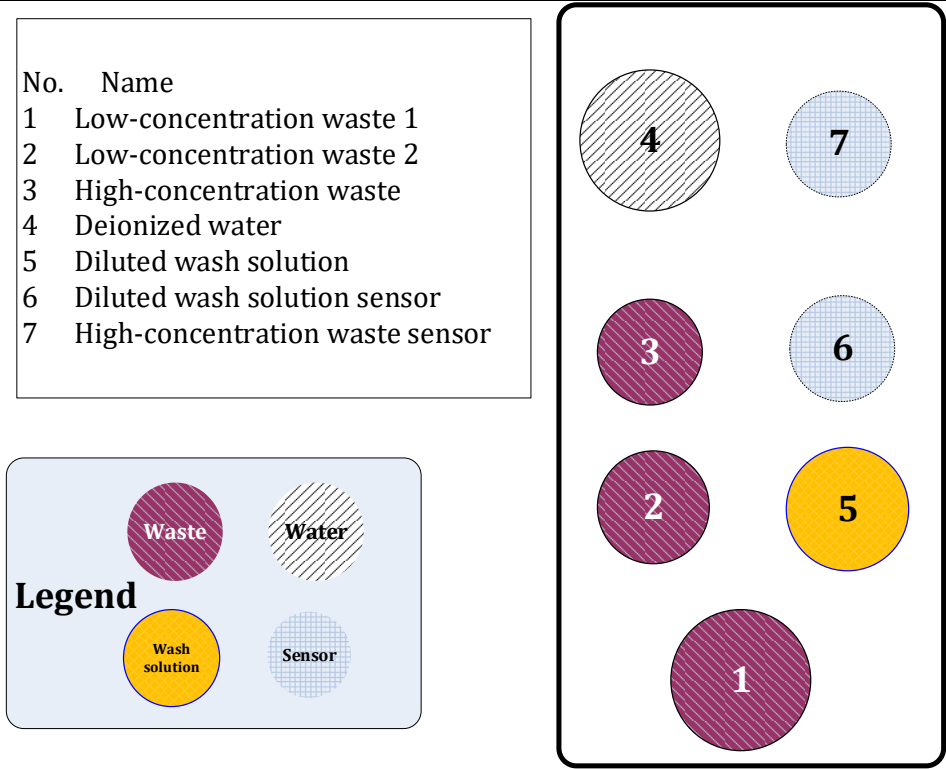 No. Name
1 Low-concentration waste 1
2 Low-concentration waste 2
3 High-concentration waste
4 Deionized water
5 Diluted wash solution
6 Diluted wash solution sensor
7 High-concentration waste sensor
Legend
Waste
Water
Wash
solution
Sensor
4
7
3
6
2
5
1